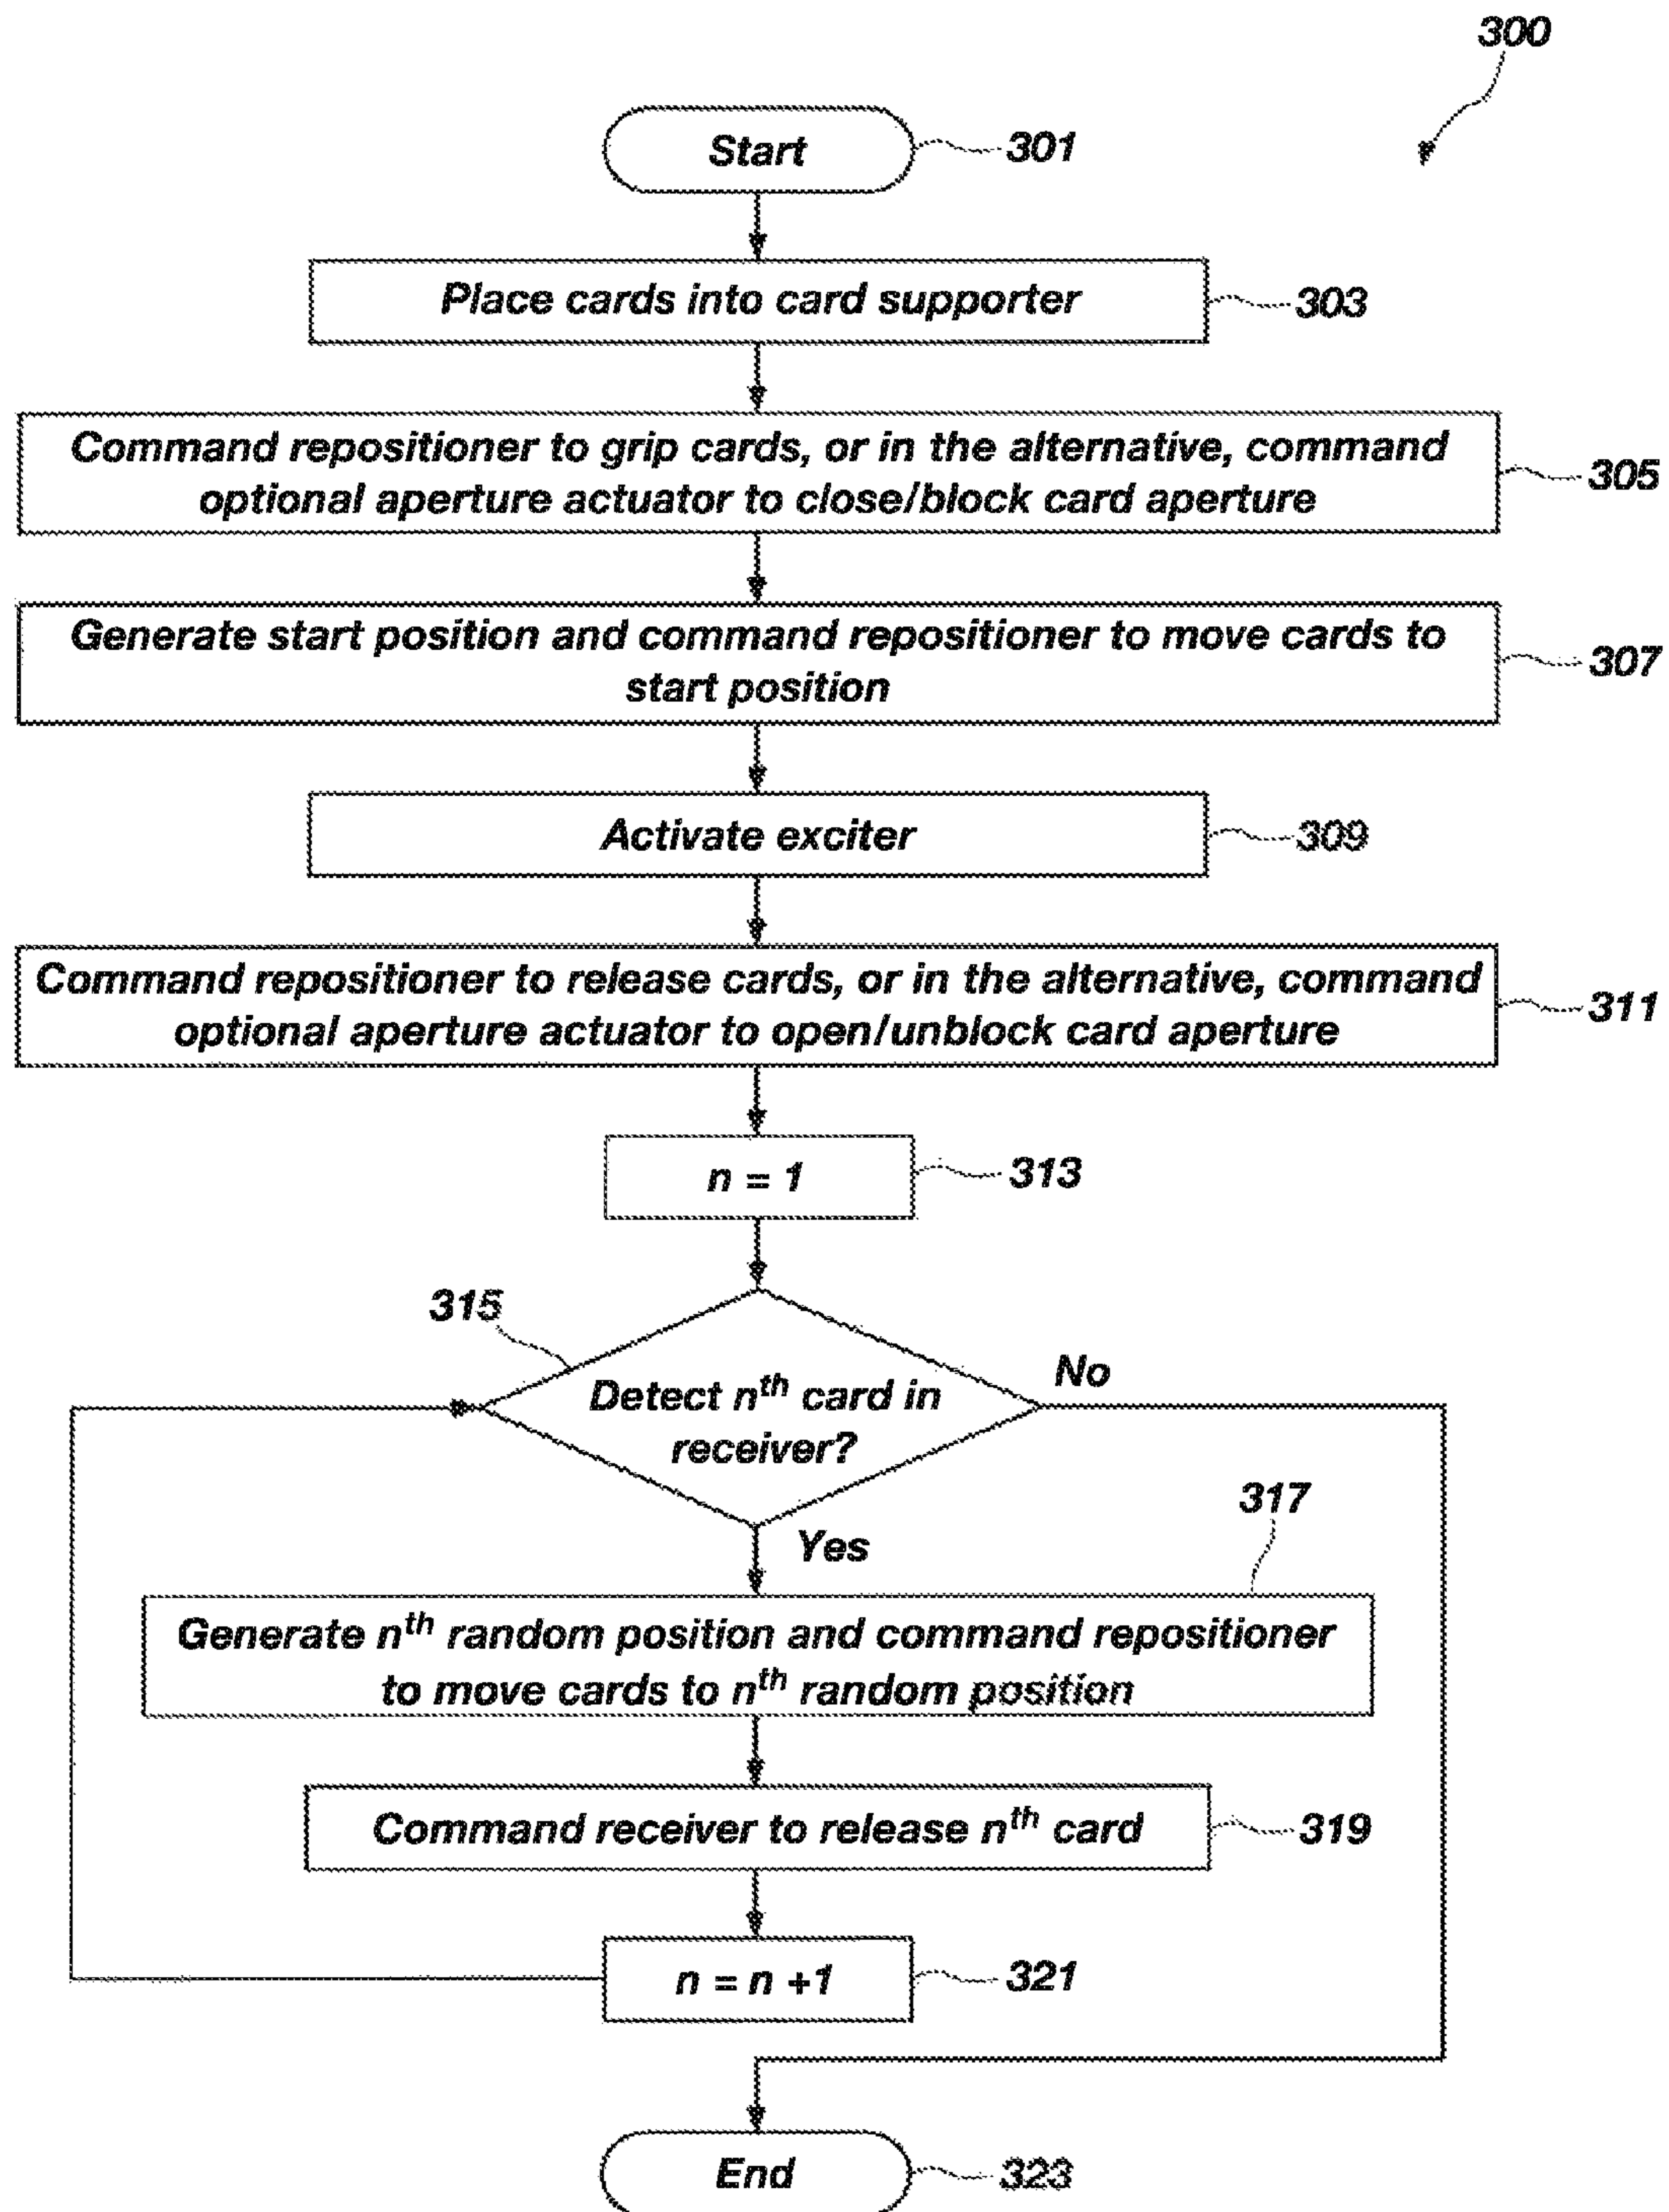 300
Start
301
Place cards into card supporter
303
Command repositioner to grip cards, or in the alternative, command
optional aperture actuator to close/block card aperture
305
Generate start position and command repositioner to move cards to
start position
307
Activate exciter
309
Command repositioner to release cards, or in the alternative, command
optional aperture actuator to open/unblock card aperture
311
n = 1
313
315
Detect nth card in
receiver?
No
Yes
317
Generate nth random position and command repositioner
to move cards to nth random position
Command receiver to release nth card
319
n = n +1
321
End
323